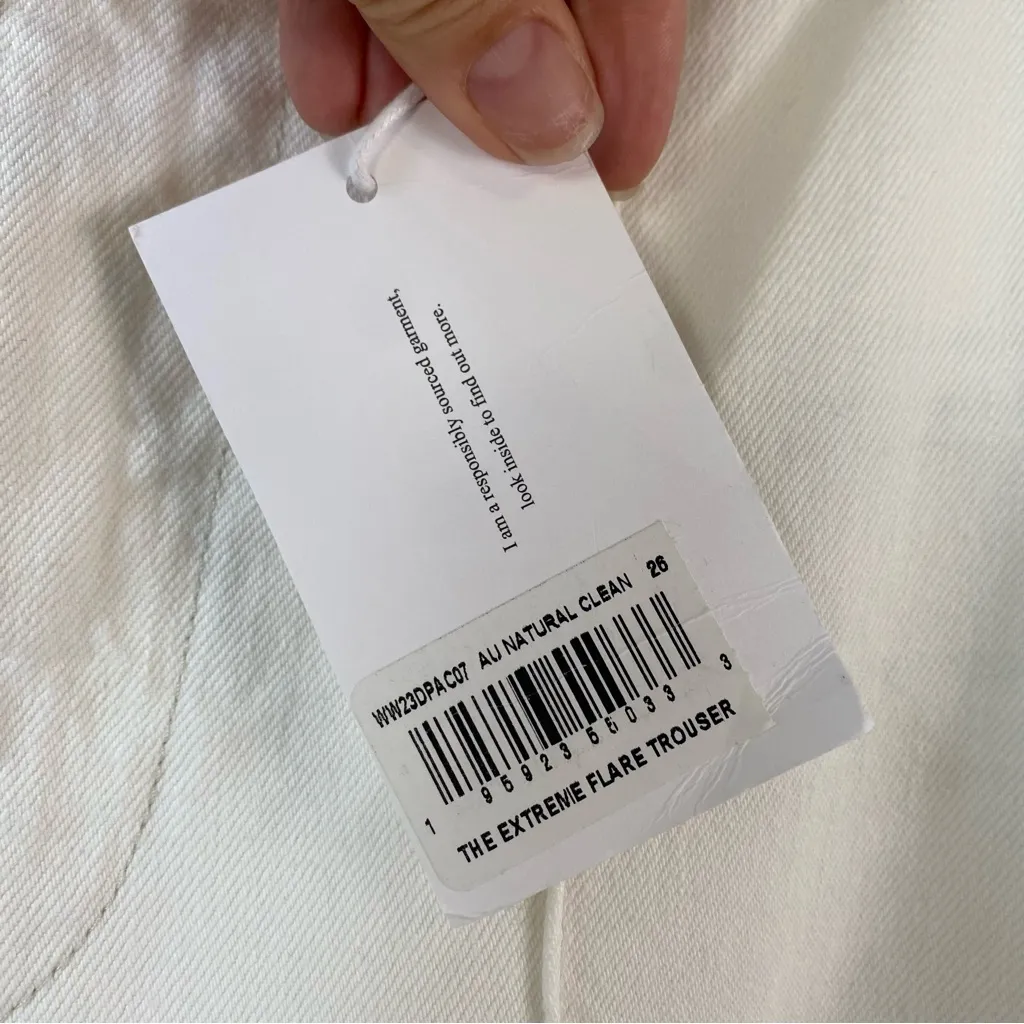 I am a responsibly sourced garment,
look inside to find out more.
WW23DPAC07 AU NATURAL CLEAN 26
1 95923 55033 3
THE EXTREME FLARE TROUSER